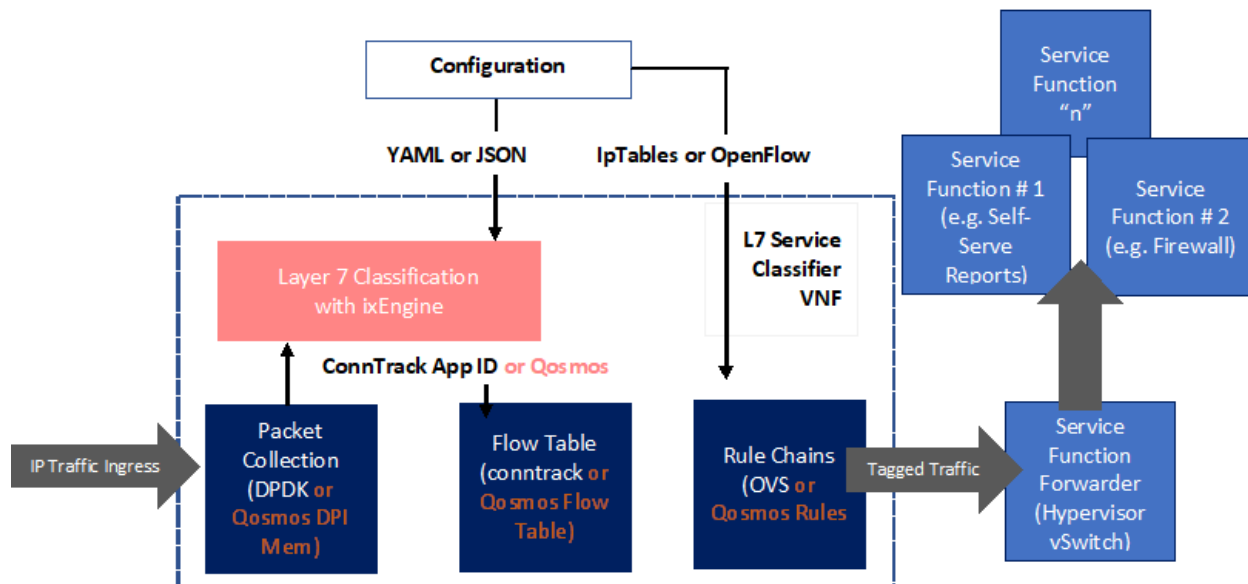 Configuration
YAML or JSON
IpTables or OpenFlow
Service
Function
“n”
Service
Function # 1
(e.g. Self-
Serve
Reports)
Service
Function # 2
(e.g. Firewall)
L7 Service
Classifier
VNF
Layer 7 Classification
with ixEngine
ConnTrack App ID or Qosmos
IP Traffic Ingress
Packet
Collection
(DPDK or
Qosmos DPI
Mem)
Flow Table
(conntrack or
Qosmos Flow
Table)
Rule Chains
(OVS or
Qosmos Rules
Tagged Traffic
Service
Function
Forwarder
(Hypervisor
vSwitch)